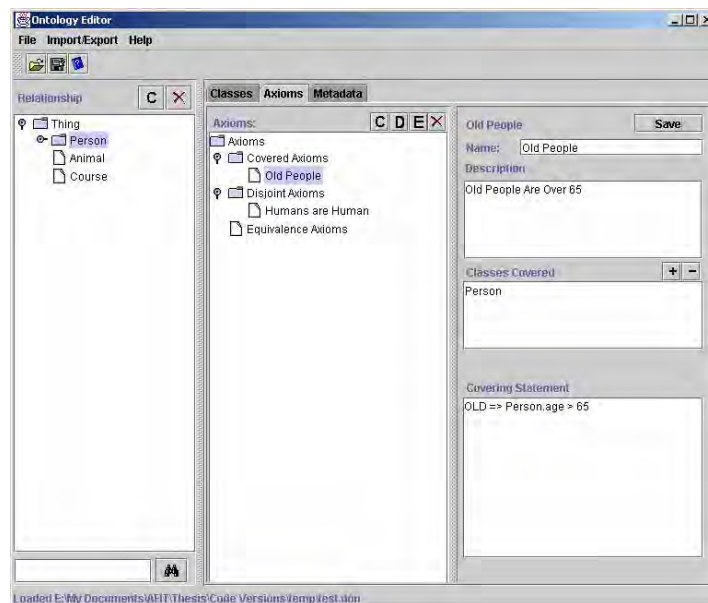 Ontology Editor
File Import/Export Help
Relationship C
Thing
Person
Animal
Course
Classes Axioms Metadata
Axioms: C D E
Axioms
Covered Axioms
Old People
Disjoint Axioms
Humans are Human
Equivalence Axioms
Old People Save
Name: Old People
Description
Old People Are Over 65
Classes Covered + −
Person
Covering Statement
OLD => Person.age > 65
Loaded E:\My Documents\AFIT\Thesis\Code Versions\temp\test.don